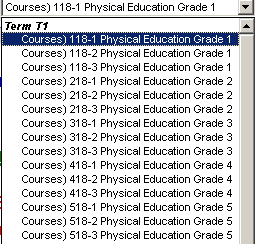 Courses) 118-1 Physical Education Grade 1
Term T1
Courses) 118-1 Physical Education Grade 1
Courses) 118-2 Physical Education Grade 1
Courses) 118-3 Physical Education Grade 1
Courses) 218-1 Physical Education Grade 2
Courses) 218-2 Physical Education Grade 2
Courses) 218-3 Physical Education Grade 2
Courses) 318-1 Physical Education Grade 3
Courses) 318-2 Physical Education Grade 3
Courses) 318-3 Physical Education Grade 3
Courses) 418-1 Physical Education Grade 4
Courses) 418-2 Physical Education Grade 4
Courses) 418-3 Physical Education Grade 4
Courses) 518-1 Physical Education Grade 5
Courses) 518-2 Physical Education Grade 5
Courses) 518-3 Physical Education Grade 5